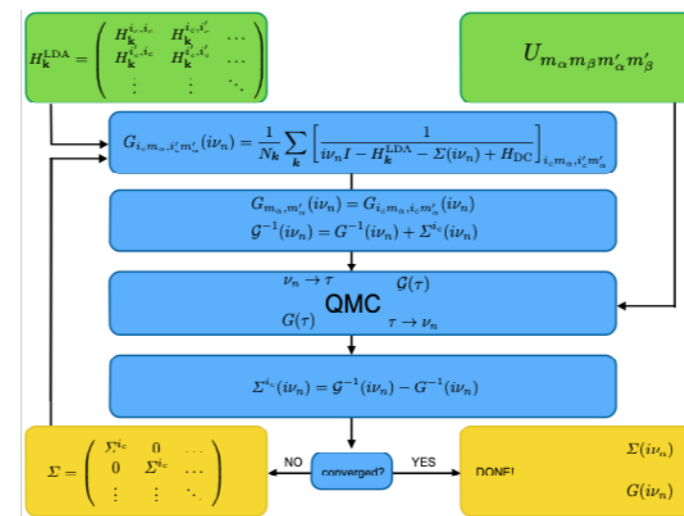 H_k^LDA = ( H_k^{i_c,i_c} H_k^{i_c,i'_c} …
H_k^{i'_c,i_c} H_k^{i'_c,i'_c} …
⋮ ⋮ ⋱ )
U_{m_α m_β m'_α m'_β}
G_{i_c m_α, i'_c m'_α}(iν_n) = 1/N_k ∑_k [ 1 / (iν_n I − H_k^LDA − Σ(iν_n) + H_DC) ]_{i_c m_α, i'_c m'_α}
G_{m_α,m'_α}(iν_n) = G_{i_c m_α, i_c m'_α}(iν_n)
𝒢^{−1}(iν_n) = G^{−1}(iν_n) + Σ^{i_c}(iν_n)
ν_n → τ 𝒢(τ)
QMC
G(τ) τ → ν_n
Σ^{i_c}(iν_n) = 𝒢^{−1}(iν_n) − G^{−1}(iν_n)
Σ = ( Σ^{i_c} 0 …
0 Σ^{i_c} …
⋮ ⋮ ⋱ )
NO
converged?
YES
DONE!
Σ(iν_n)
G(iν_n)